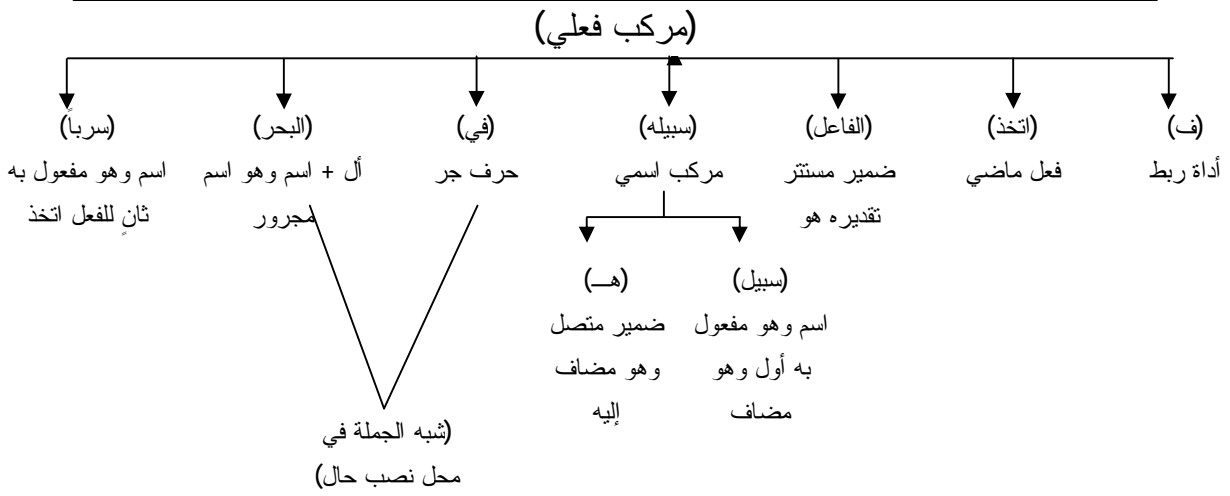 (مركب فعلي)
(ف)
أداة ربط
(اتخذ)
فعل ماضي
(الفاعل)
ضمير مستتر
تقديره هو
(سبيله)
مركب اسمي
(في)
حرف جر
(البحر)
أل + اسم وهو اسم
مجرور
(سرباً)
اسم وهو مفعول به
ثانٍ للفعل اتخذ
(سبيل)
اسم وهو مفعول
به أول وهو
مضاف
(هـ)
ضمير متصل
وهو مضاف
إليه
(شبه الجملة في
محل نصب حال)